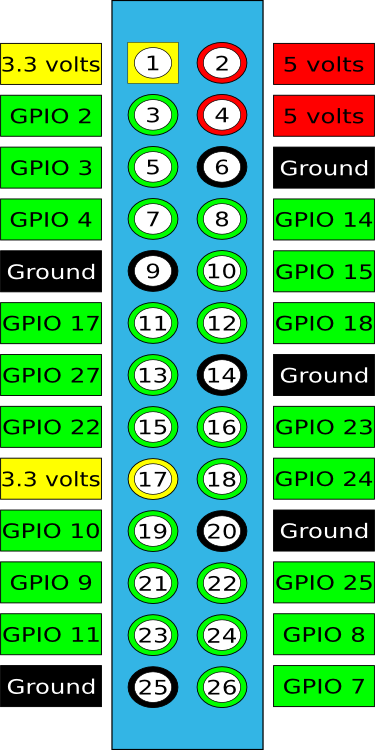 3.3 volts 1 2 5 volts
GPIO 2 3 4 5 volts
GPIO 3 5 6 Ground
GPIO 4 7 8 GPIO 14
Ground 9 10 GPIO 15
GPIO 17 11 12 GPIO 18
GPIO 27 13 14 Ground
GPIO 22 15 16 GPIO 23
3.3 volts 17 18 GPIO 24
GPIO 10 19 20 Ground
GPIO 9 21 22 GPIO 25
GPIO 11 23 24 GPIO 8
Ground 25 26 GPIO 7